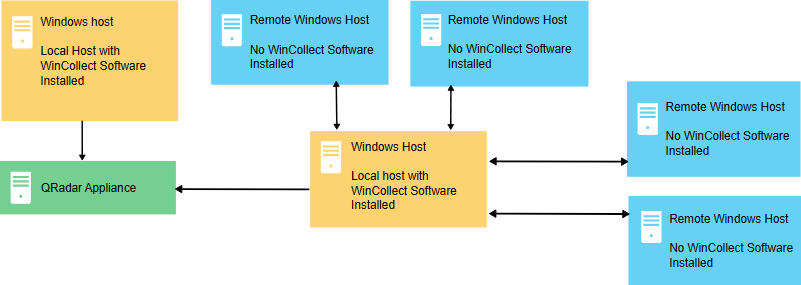 Windows host
Local Host with
WinCollect Software
Installed
Remote Windows Host
No WinCollect Software
Installed
Remote Windows Host
No WinCollect Software
Installed
Remote Windows Host
No WinCollect Software
Installed
Windows Host
Local host with
WinCollect Software
Installed
QRadar Appliance
Remote Windows Host
No WinCollect Software
Installed